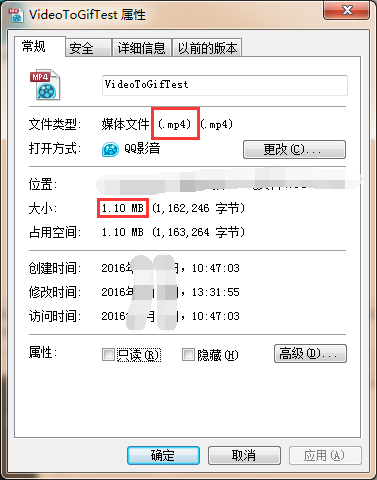 VideoToGifTest 属性
常规 安全 详细信息 以前的版本
MP4
VideoToGifTest
文件类型: 媒体文件 (.mp4) (.mp4)
打开方式: QQ影音 更改(C)...
位置:
大小: 1.10 MB (1,162,246 字节)
占用空间: 1.10 MB (1,163,264 字节)
创建时间: 2016年 日, 10:47:03
修改时间: 2016 , 13:31:55
访问时间: 2016 日, 10:47:03
属性: 只读(R) 隐藏(H) 高级(D)...
确定 取消 应用(A)